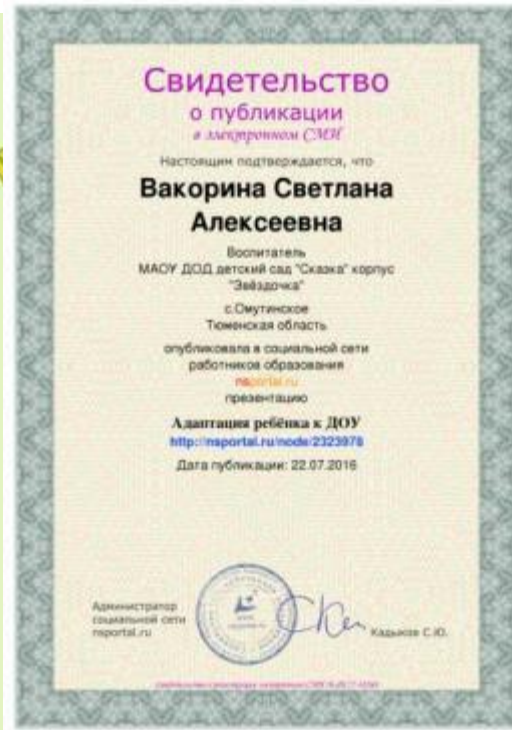 Свидетельство
о публикации
в электронном СМИ
Настоящим подтверждается, что
Вакорина Светлана
Алексеевна
Воспитатель
МАОУ ДОД детский сад "Сказка" корпус
"Звёздочка"
с.Омутинское
Тюменская область
опубликовала в социальной сети
работников образования
nsportal.ru
презентацию
Адаптация ребёнка к ДОУ
http://nsportal.ru/node/2323978
Дата публикации: 22.07.2016
Администратор
социальной сети
nsportal.ru
Кадыков С.Ю.